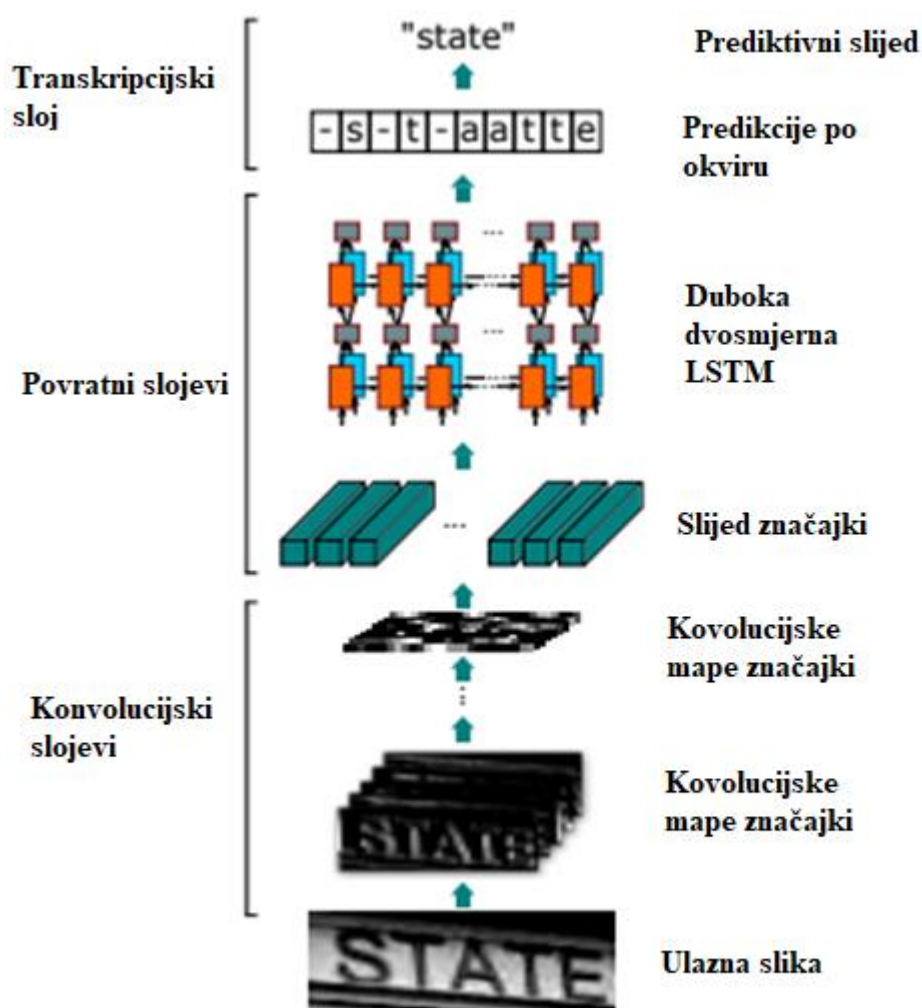 "state"
Prediktivni slijed
Transkripcijski
sloj
-s-t-aatte
Predikcije po
okviru
...
...
Duboka
dvosmjerna
LSTM
Povratni slojevi
...
Slijed značajki
Kovolucijske
mape značajki
Konvolucijski
slojevi
Kovolucijske
mape značajki
STATE
STATE
Ulazna slika